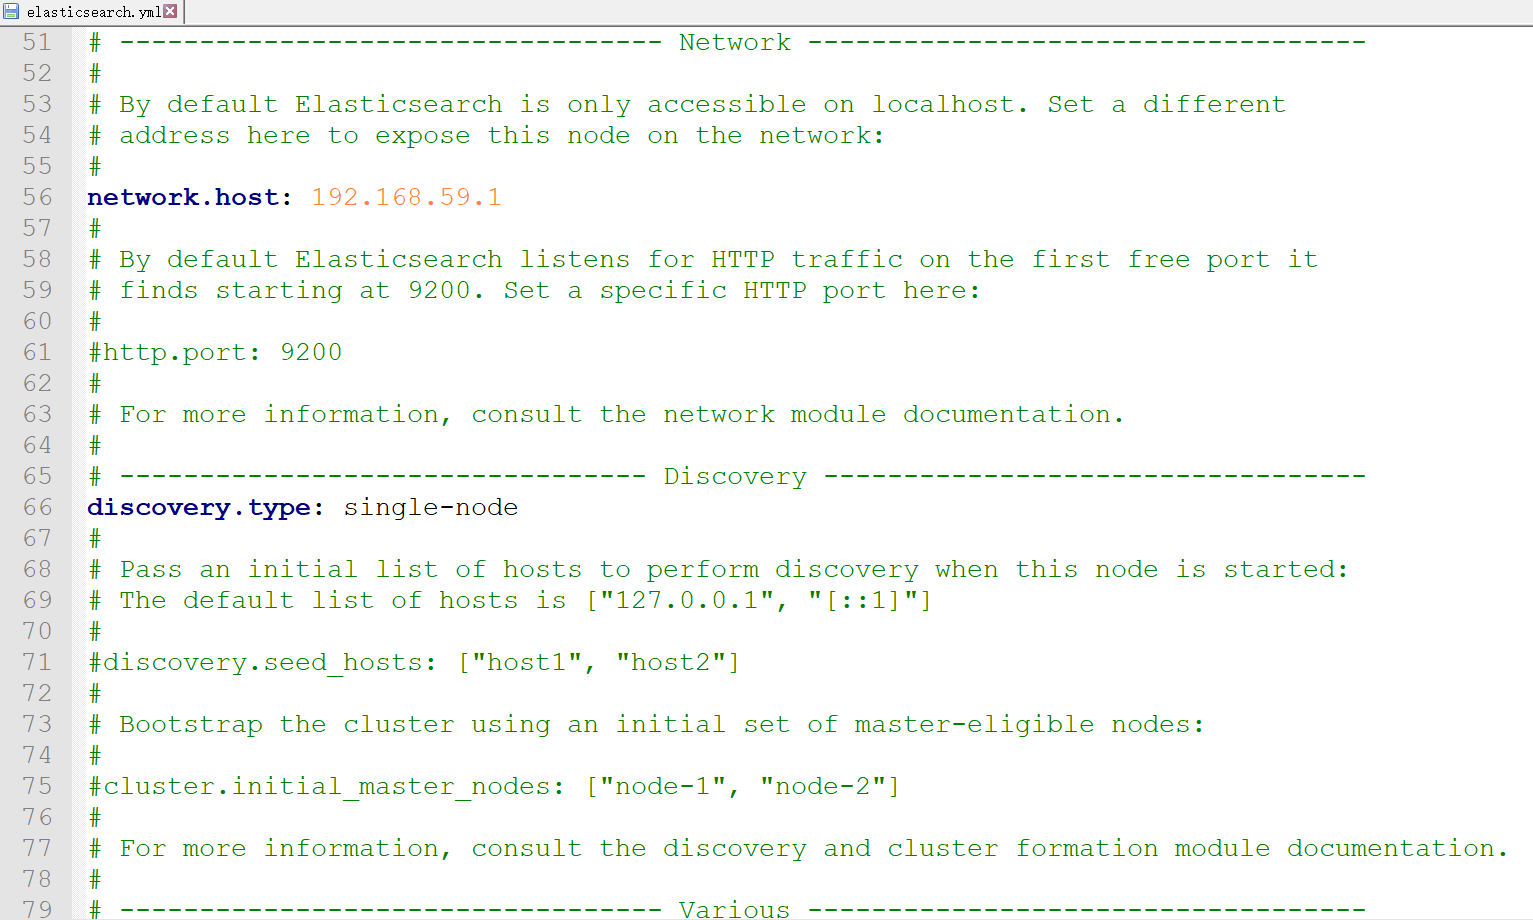 elasticsearch.yml
51 # ---------------------------------- Network -----------------------------------
52 #
53 # By default Elasticsearch is only accessible on localhost. Set a different
54 # address here to expose this node on the network:
55 #
56 network.host: 192.168.59.1
57 #
58 # By default Elasticsearch listens for HTTP traffic on the first free port it
59 # finds starting at 9200. Set a specific HTTP port here:
60 #
61 #http.port: 9200
62 #
63 # For more information, consult the network module documentation.
64 #
65 # --------------------------------- Discovery ----------------------------------
66 discovery.type: single-node
67 #
68 # Pass an initial list of hosts to perform discovery when this node is started:
69 # The default list of hosts is ["127.0.0.1", "[::1]"]
70 #
71 #discovery.seed_hosts: ["host1", "host2"]
72 #
73 # Bootstrap the cluster using an initial set of master-eligible nodes:
74 #
75 #cluster.initial_master_nodes: ["node-1", "node-2"]
76 #
77 # For more information, consult the discovery and cluster formation module documentation.
78 #
79 # ---------------------------------- Various -----------------------------------